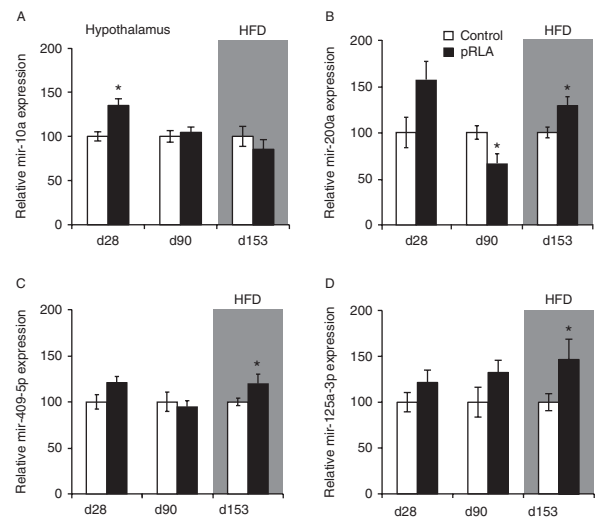 A
Hypothalamus
HFD
Relative mir-10a expression
200
150
100
50
0
*
d28
d90
d153
B
Control
pRLA
HFD
Relative mir-200a expression
200
150
100
50
0
*
*
d28
d90
d153
C
HFD
Relative mir-409-5p expression
200
150
100
50
0
*
d28
d90
d153
D
HFD
Relative mir-125a-3p expression
200
150
100
50
0
*
d28
d90
d153